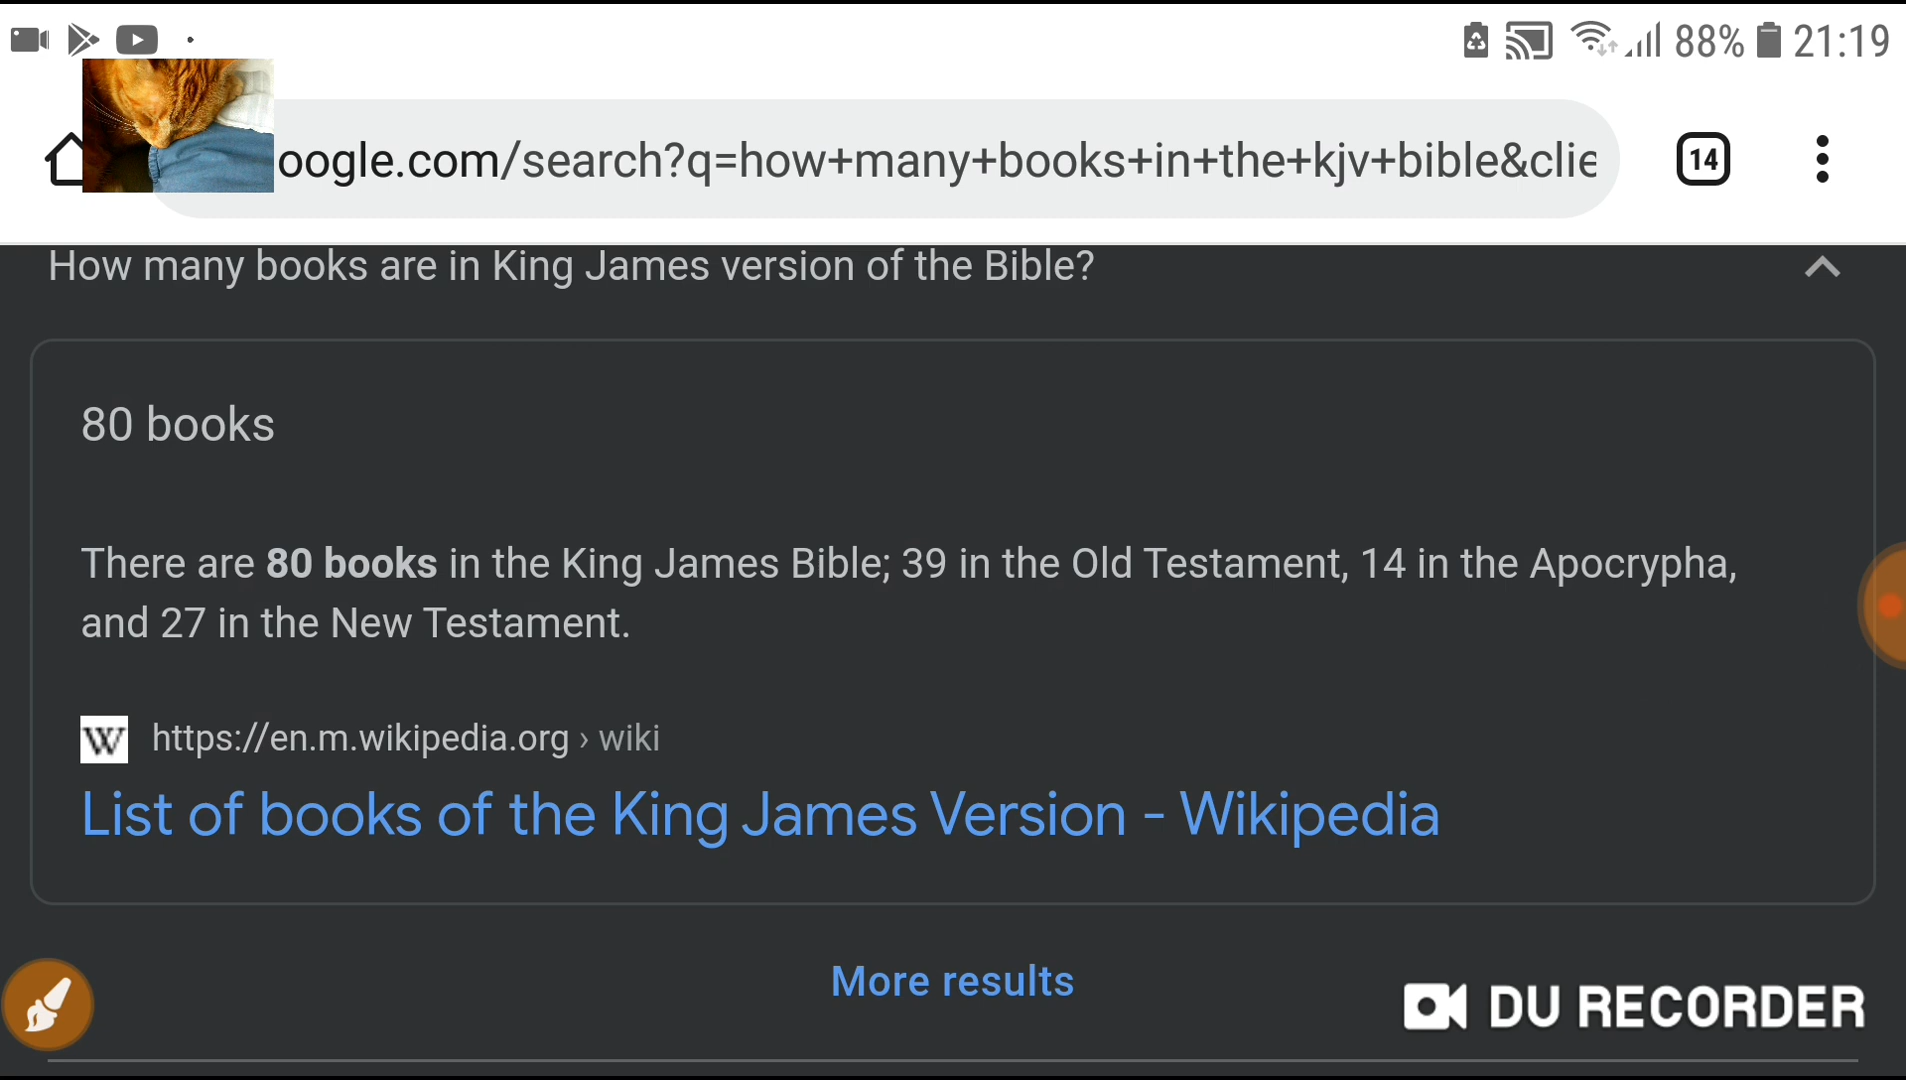 88% 21:19
oogle.com/search?q=how+many+books+in+the+kjv+bible&clie
14
How many books are in King James version of the Bible?
80 books
There are 80 books in the King James Bible; 39 in the Old Testament, 14 in the Apocrypha,
and 27 in the New Testament.
W https://en.m.wikipedia.org › wiki
List of books of the King James Version - Wikipedia
More results
DU RECORDER